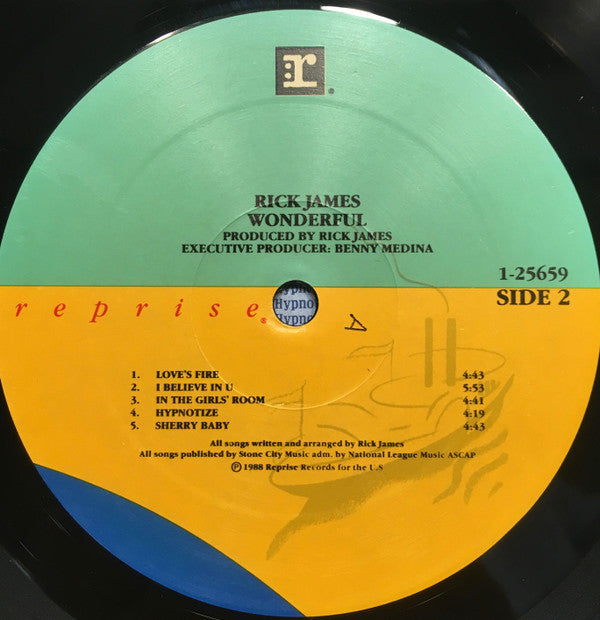 r
RICK JAMES
WONDERFUL
PRODUCED BY RICK JAMES
EXECUTIVE PRODUCER: BENNY MEDINA
1-25659
SIDE 2
reprise
Hypno
A
1. LOVE'S FIRE 4:43
2. I BELIEVE IN U 5:53
3. IN THE GIRLS' ROOM 4:41
4. HYPNOTIZE 4:19
5. SHERRY BABY 4:43
All songs written and arranged by Rick James
All songs published by Stone City Music adm. by National League Music ASCAP
℗ 1988 Reprise Records for the U.S